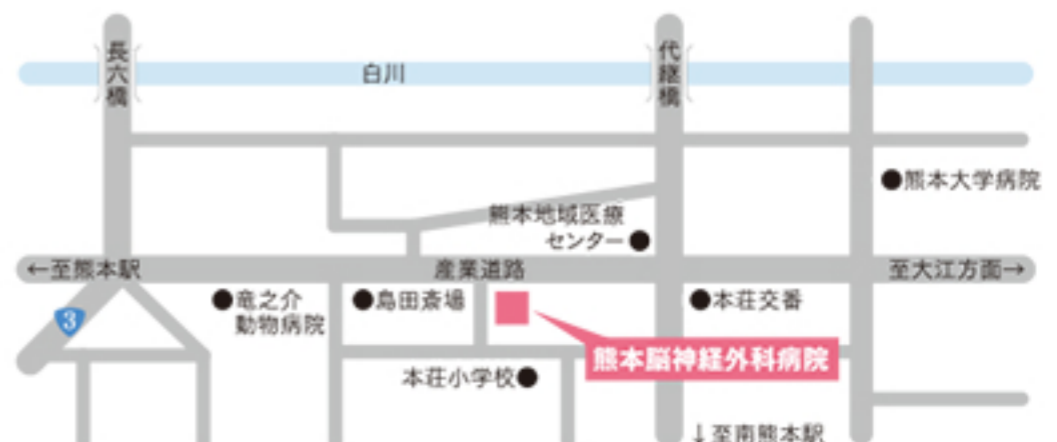 長六橋
白川
代継橋
●熊本大学病院
熊本地域医療
センター●
←至熊本駅
産業道路
至大江方面→
3
●竜之介
動物病院
●島田斎場
●本荘交番
熊本脳神経外科病院
本荘小学校●
↓至南熊本駅